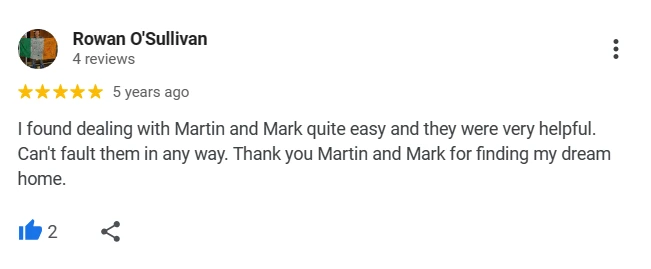 Rowan O'Sullivan
4 reviews
5 years ago
I found dealing with Martin and Mark quite easy and they were very helpful.
Can't fault them in any way. Thank you Martin and Mark for finding my dream
home.
2